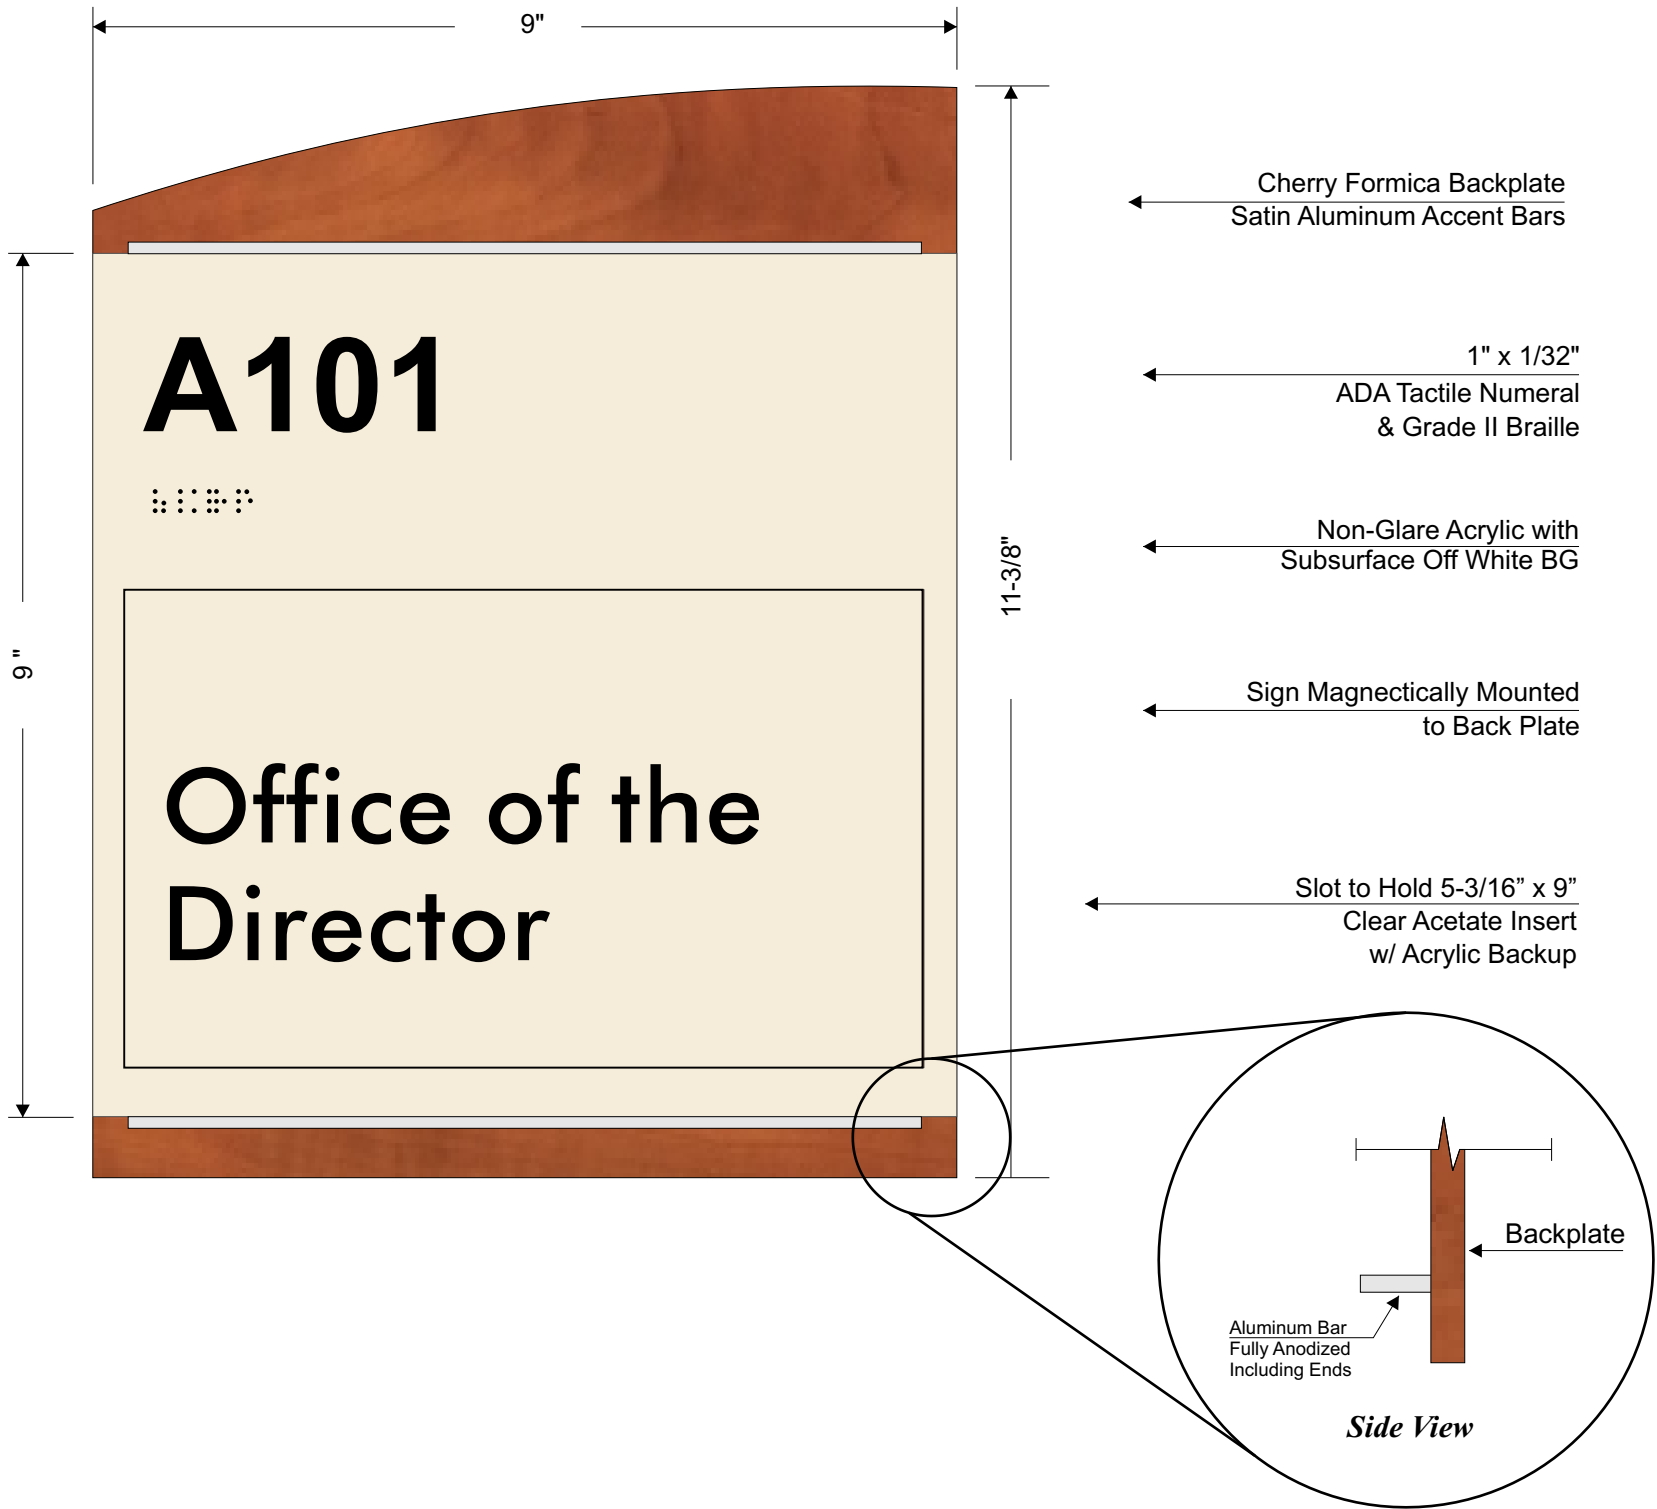 9"
Cherry Formica Backplate
Satin Aluminum Accent Bars
A101
1" x 1/32"
ADA Tactile Numeral
& Grade II Braille
Non-Glare Acrylic with
Subsurface Off White BG
11-3/8"
9"
Sign Magnectically Mounted
to Back Plate
Office of the
Director
Slot to Hold 5-3/16” x 9”
Clear Acetate Insert
w/ Acrylic Backup
Backplate
Aluminum Bar
Fully Anodized
Including Ends
Side View